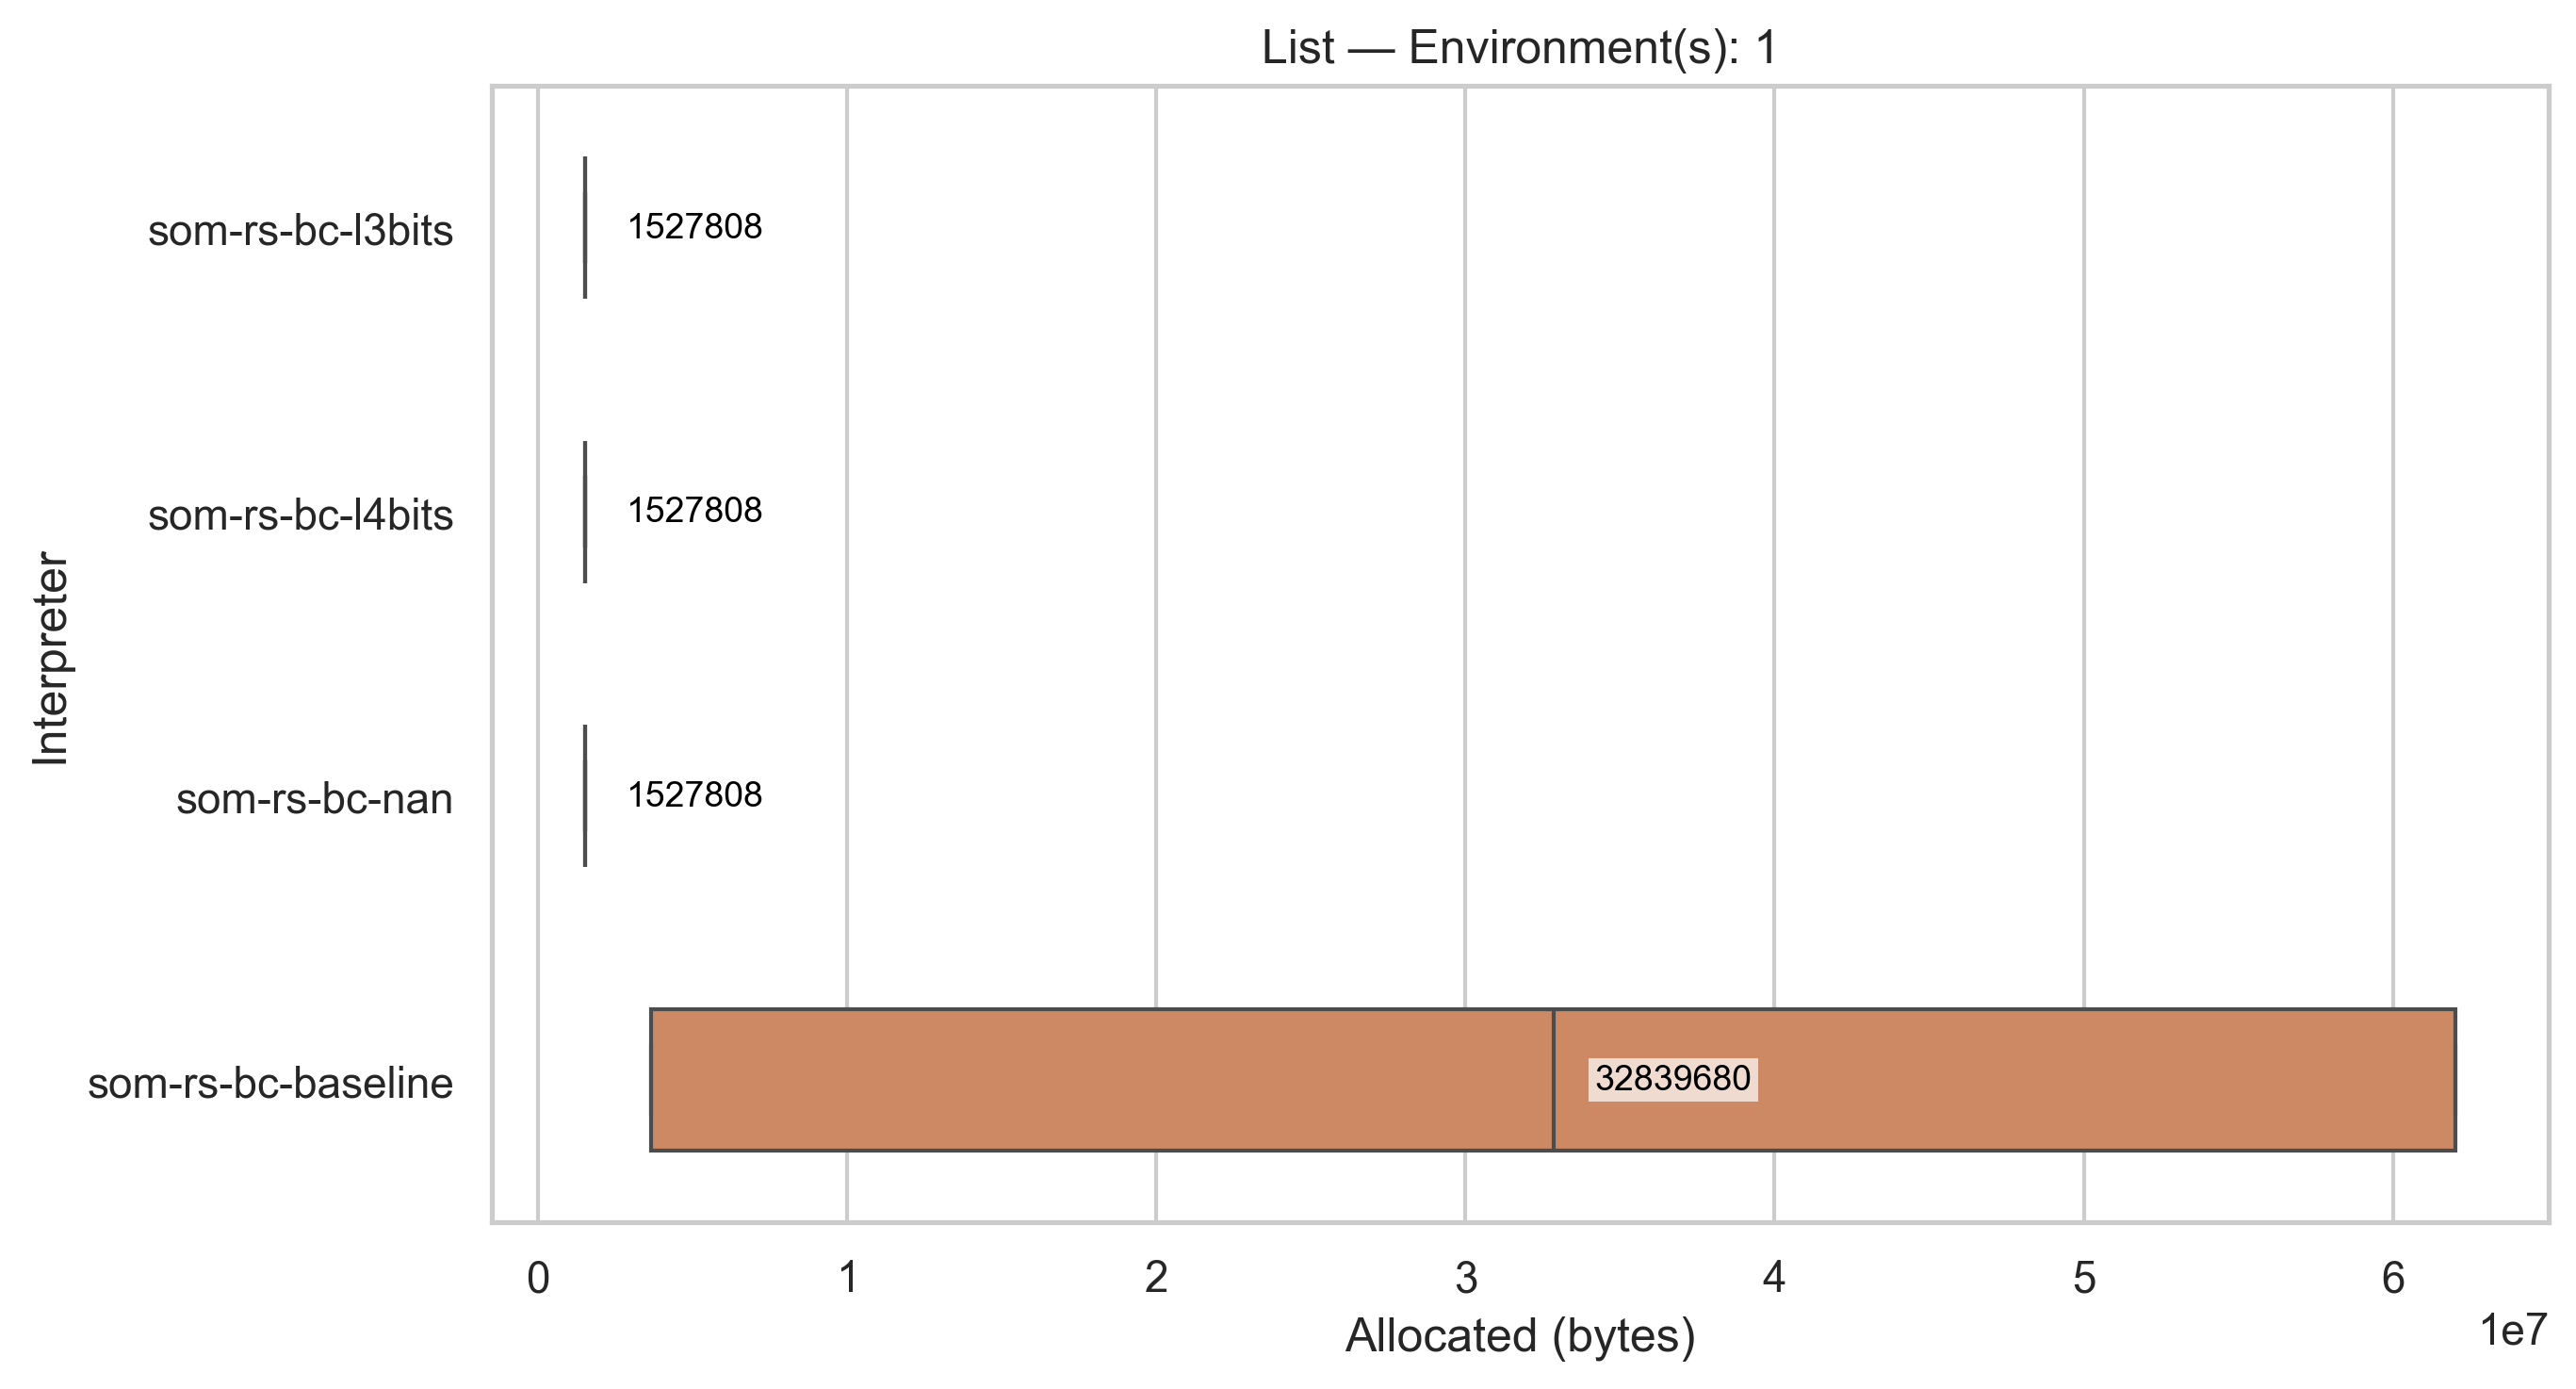 List — Environment(s): 1
Interpreter
som-rs-bc-l3bits
1527808
som-rs-bc-l4bits
1527808
som-rs-bc-nan
1527808
som-rs-bc-baseline
32839680
0 1 2 3 4 5 6
1e7
Allocated (bytes)